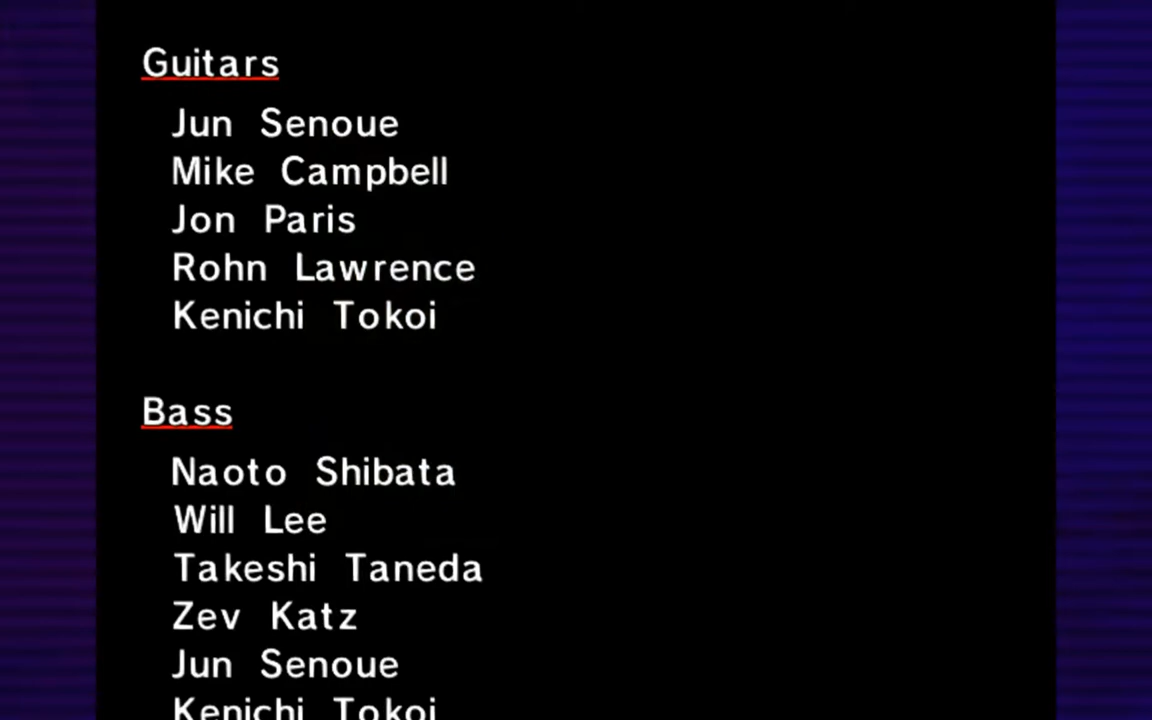 Guitars
Jun Senoue
Mike Campbell
Jon Paris
Rohn Lawrence
Kenichi Tokoi
Bass
Naoto Shibata
Will Lee
Takeshi Taneda
Zev Katz
Jun Senoue
Kenichi Tokoi